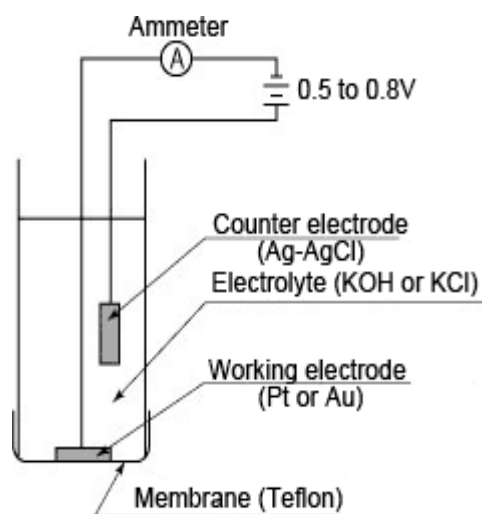 Ammeter
A
0.5 to 0.8V
Counter electrode
(Ag-AgCl)
Electrolyte (KOH or KCl)
Working electrode
(Pt or Au)
Membrane (Teflon)